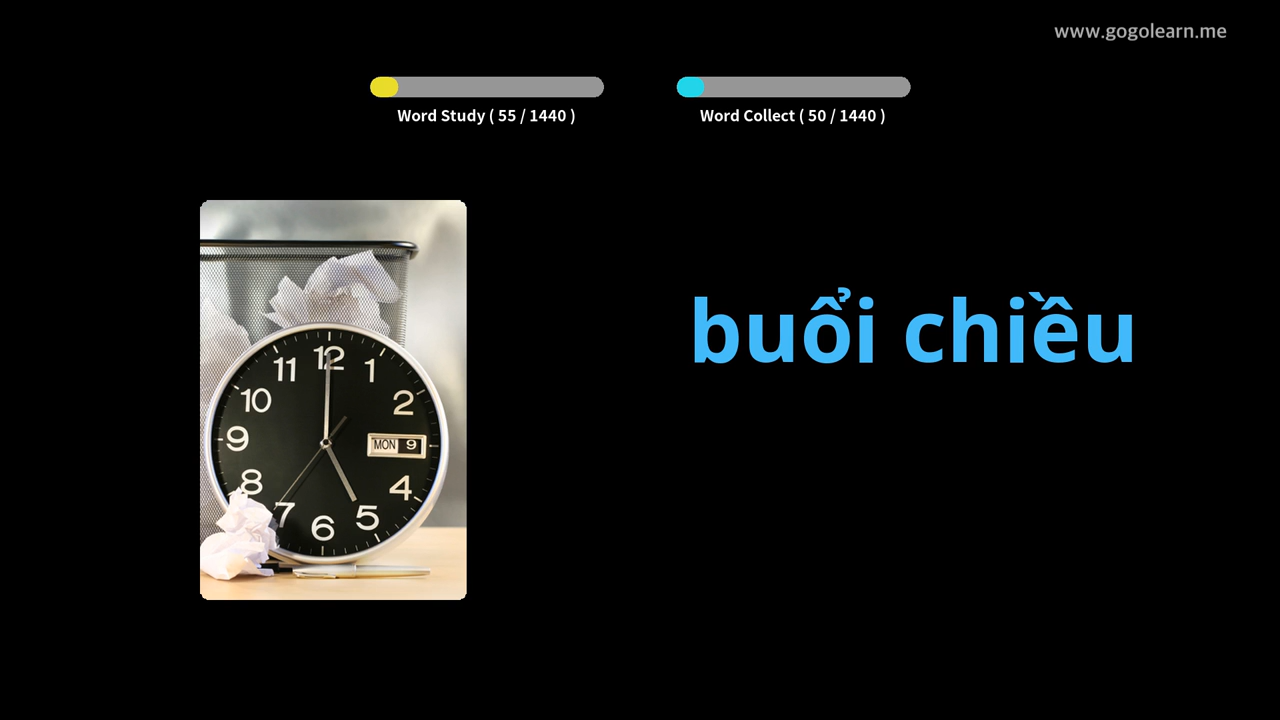 www.gogolearn.me
Word Study ( 55 / 1440 )
Word Collect ( 50 / 1440 )
buổi chiều
12
1
2
MON 9
4
5
6
7
8
9
10
11